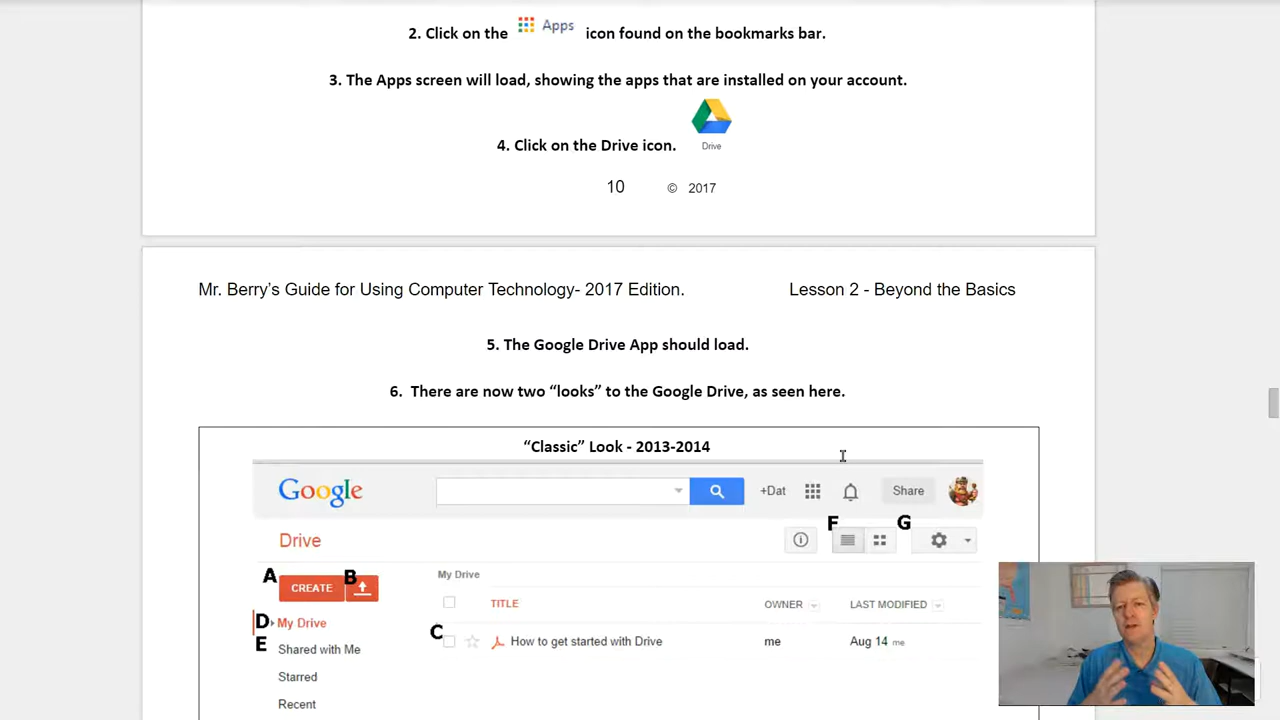 2. Click on the Apps icon found on the bookmarks bar.
3. The Apps screen will load, showing the apps that are installed on your account.
4. Click on the Drive icon.
Drive
10 © 2017
Mr. Berry’s Guide for Using Computer Technology- 2017 Edition. Lesson 2 - Beyond the Basics
5. The Google Drive App should load.
6. There are now two “looks” to the Google Drive, as seen here.
“Classic” Look - 2013-2014
Google +Dat Share
F G
Drive
A CREATE B
My Drive
TITLE OWNER LAST MODIFIED
D My Drive
C How to get started with Drive me Aug 14 me
E Shared with Me
Starred
Recent